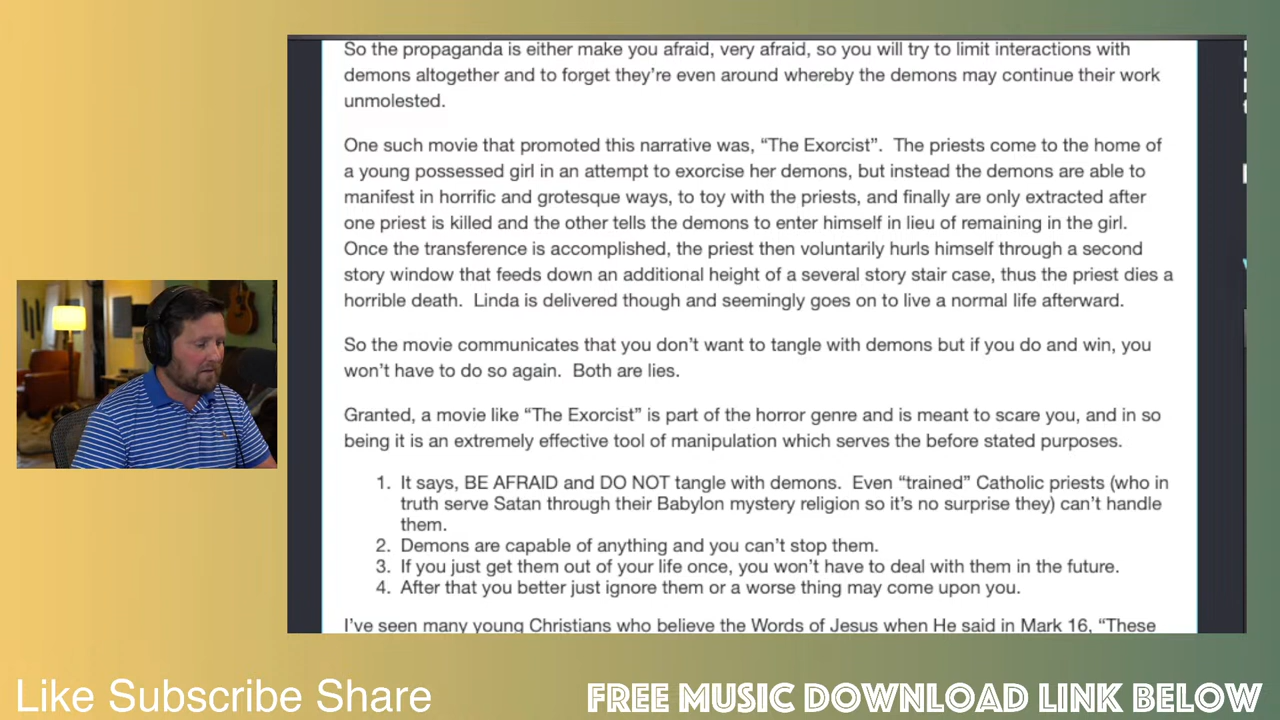 So the propaganda is either make you afraid, very afraid, so you will try to limit interactions with
demons altogether and to forget they’re even around whereby the demons may continue their work
unmolested.
One such movie that promoted this narrative was, “The Exorcist”.  The priests come to the home of
a young possessed girl in an attempt to exorcise her demons, but instead the demons are able to
manifest in horrific and grotesque ways, to toy with the priests, and finally are only extracted after
one priest is killed and the other tells the demons to enter himself in lieu of remaining in the girl.
Once the transference is accomplished, the priest then voluntarily hurls himself through a second
story window that feeds down an additional height of a several story stair case, thus the priest dies a
horrible death.  Linda is delivered though and seemingly goes on to live a normal life afterward.
So the movie communicates that you don’t want to tangle with demons but if you do and win, you
won’t have to do so again.  Both are lies.
Granted, a movie like “The Exorcist” is part of the horror genre and is meant to scare you, and in so
being it is an extremely effective tool of manipulation which serves the before stated purposes.
1. It says, BE AFRAID and DO NOT tangle with demons.  Even “trained” Catholic priests (who in
truth serve Satan through their Babylon mystery religion so it’s no surprise they) can’t handle
them.
2. Demons are capable of anything and you can’t stop them.
3. If you just get them out of your life once, you won’t have to deal with them in the future.
4. After that you better just ignore them or a worse thing may come upon you.
I’ve seen many young Christians who believe the Words of Jesus when He said in Mark 16, “These
Like Subscribe Share
FREE MUSIC DOWNLOAD LINK BELOW